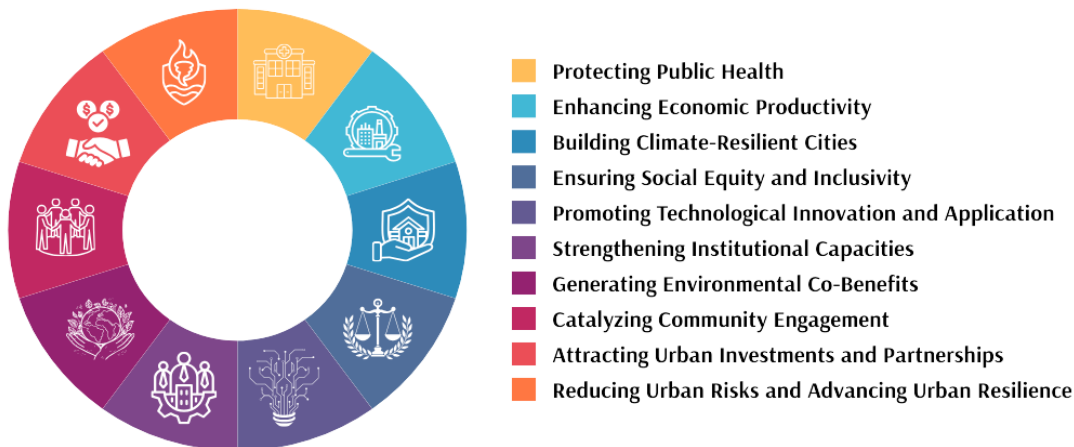 Protecting Public Health
Enhancing Economic Productivity
Building Climate-Resilient Cities
Ensuring Social Equity and Inclusivity
Promoting Technological Innovation and Application
Strengthening Institutional Capacities
Generating Environmental Co-Benefits
Catalyzing Community Engagement
Attracting Urban Investments and Partnerships
Reducing Urban Risks and Advancing Urban Resilience